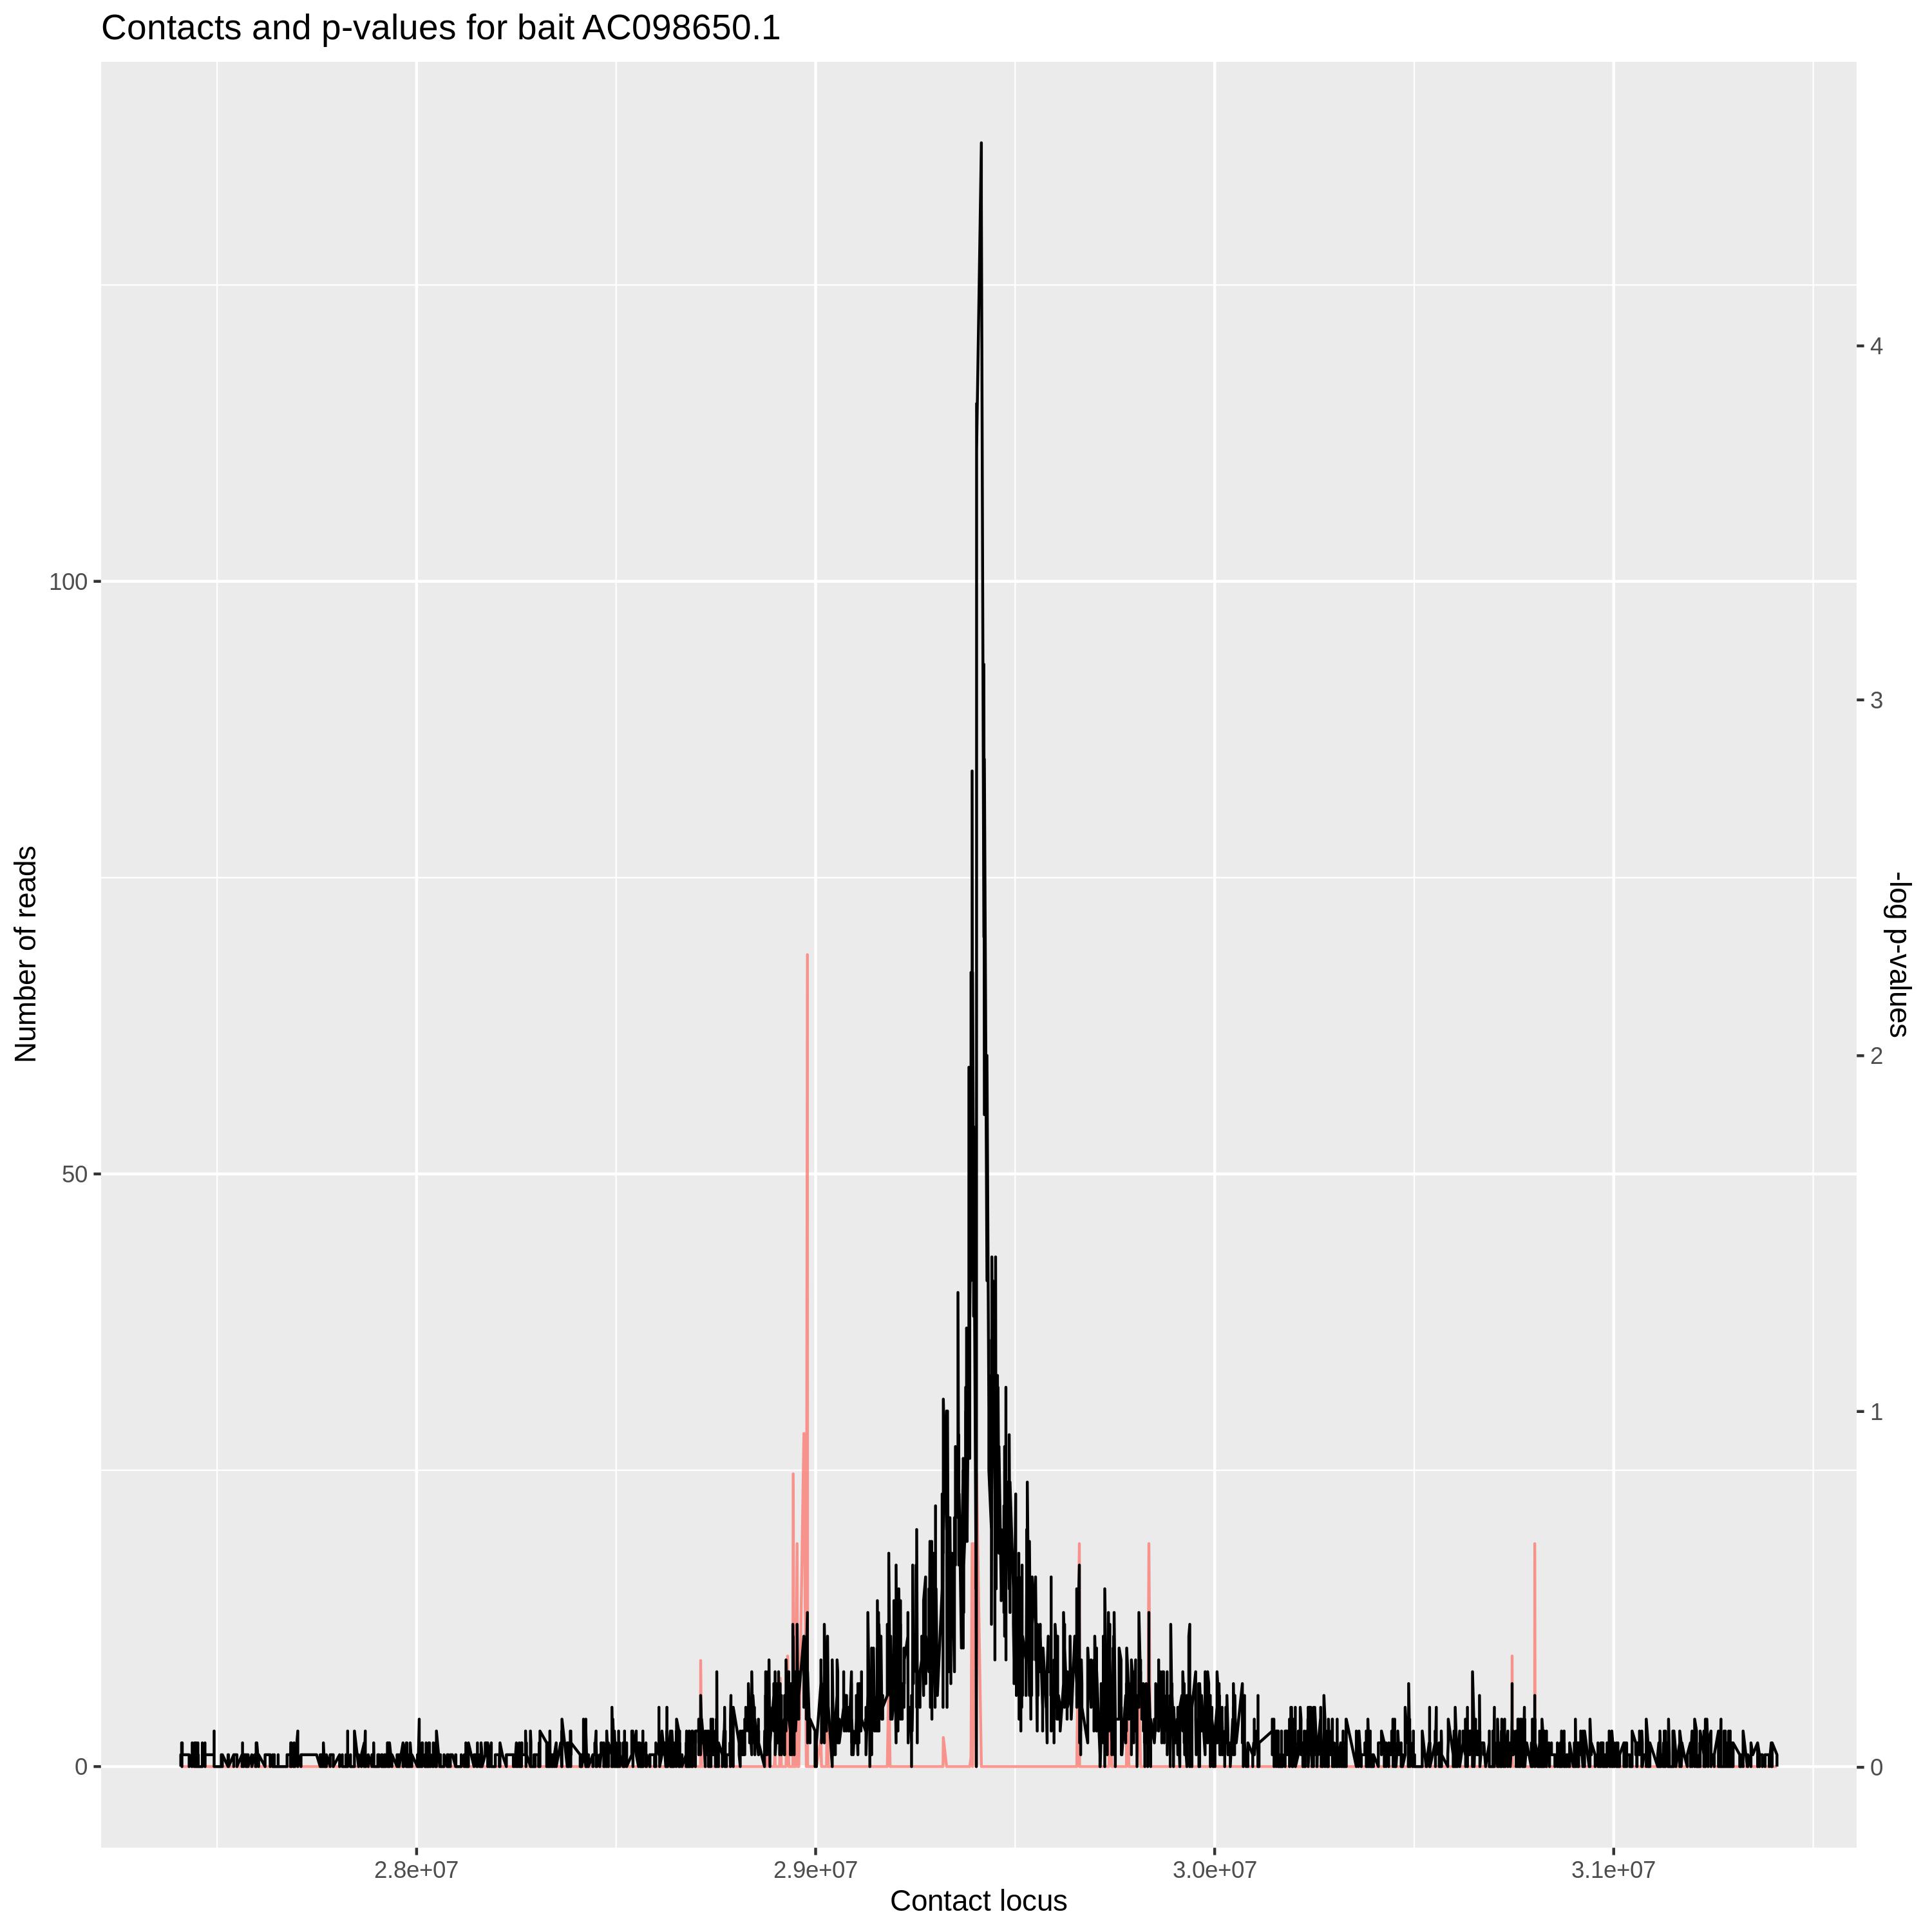 Contacts and p-values for bait AC098650.1
Number of reads
100
50
0
4
3
2
1
0
-log p-values
2.8e+07 2.9e+07 3.0e+07 3.1e+07
Contact locus